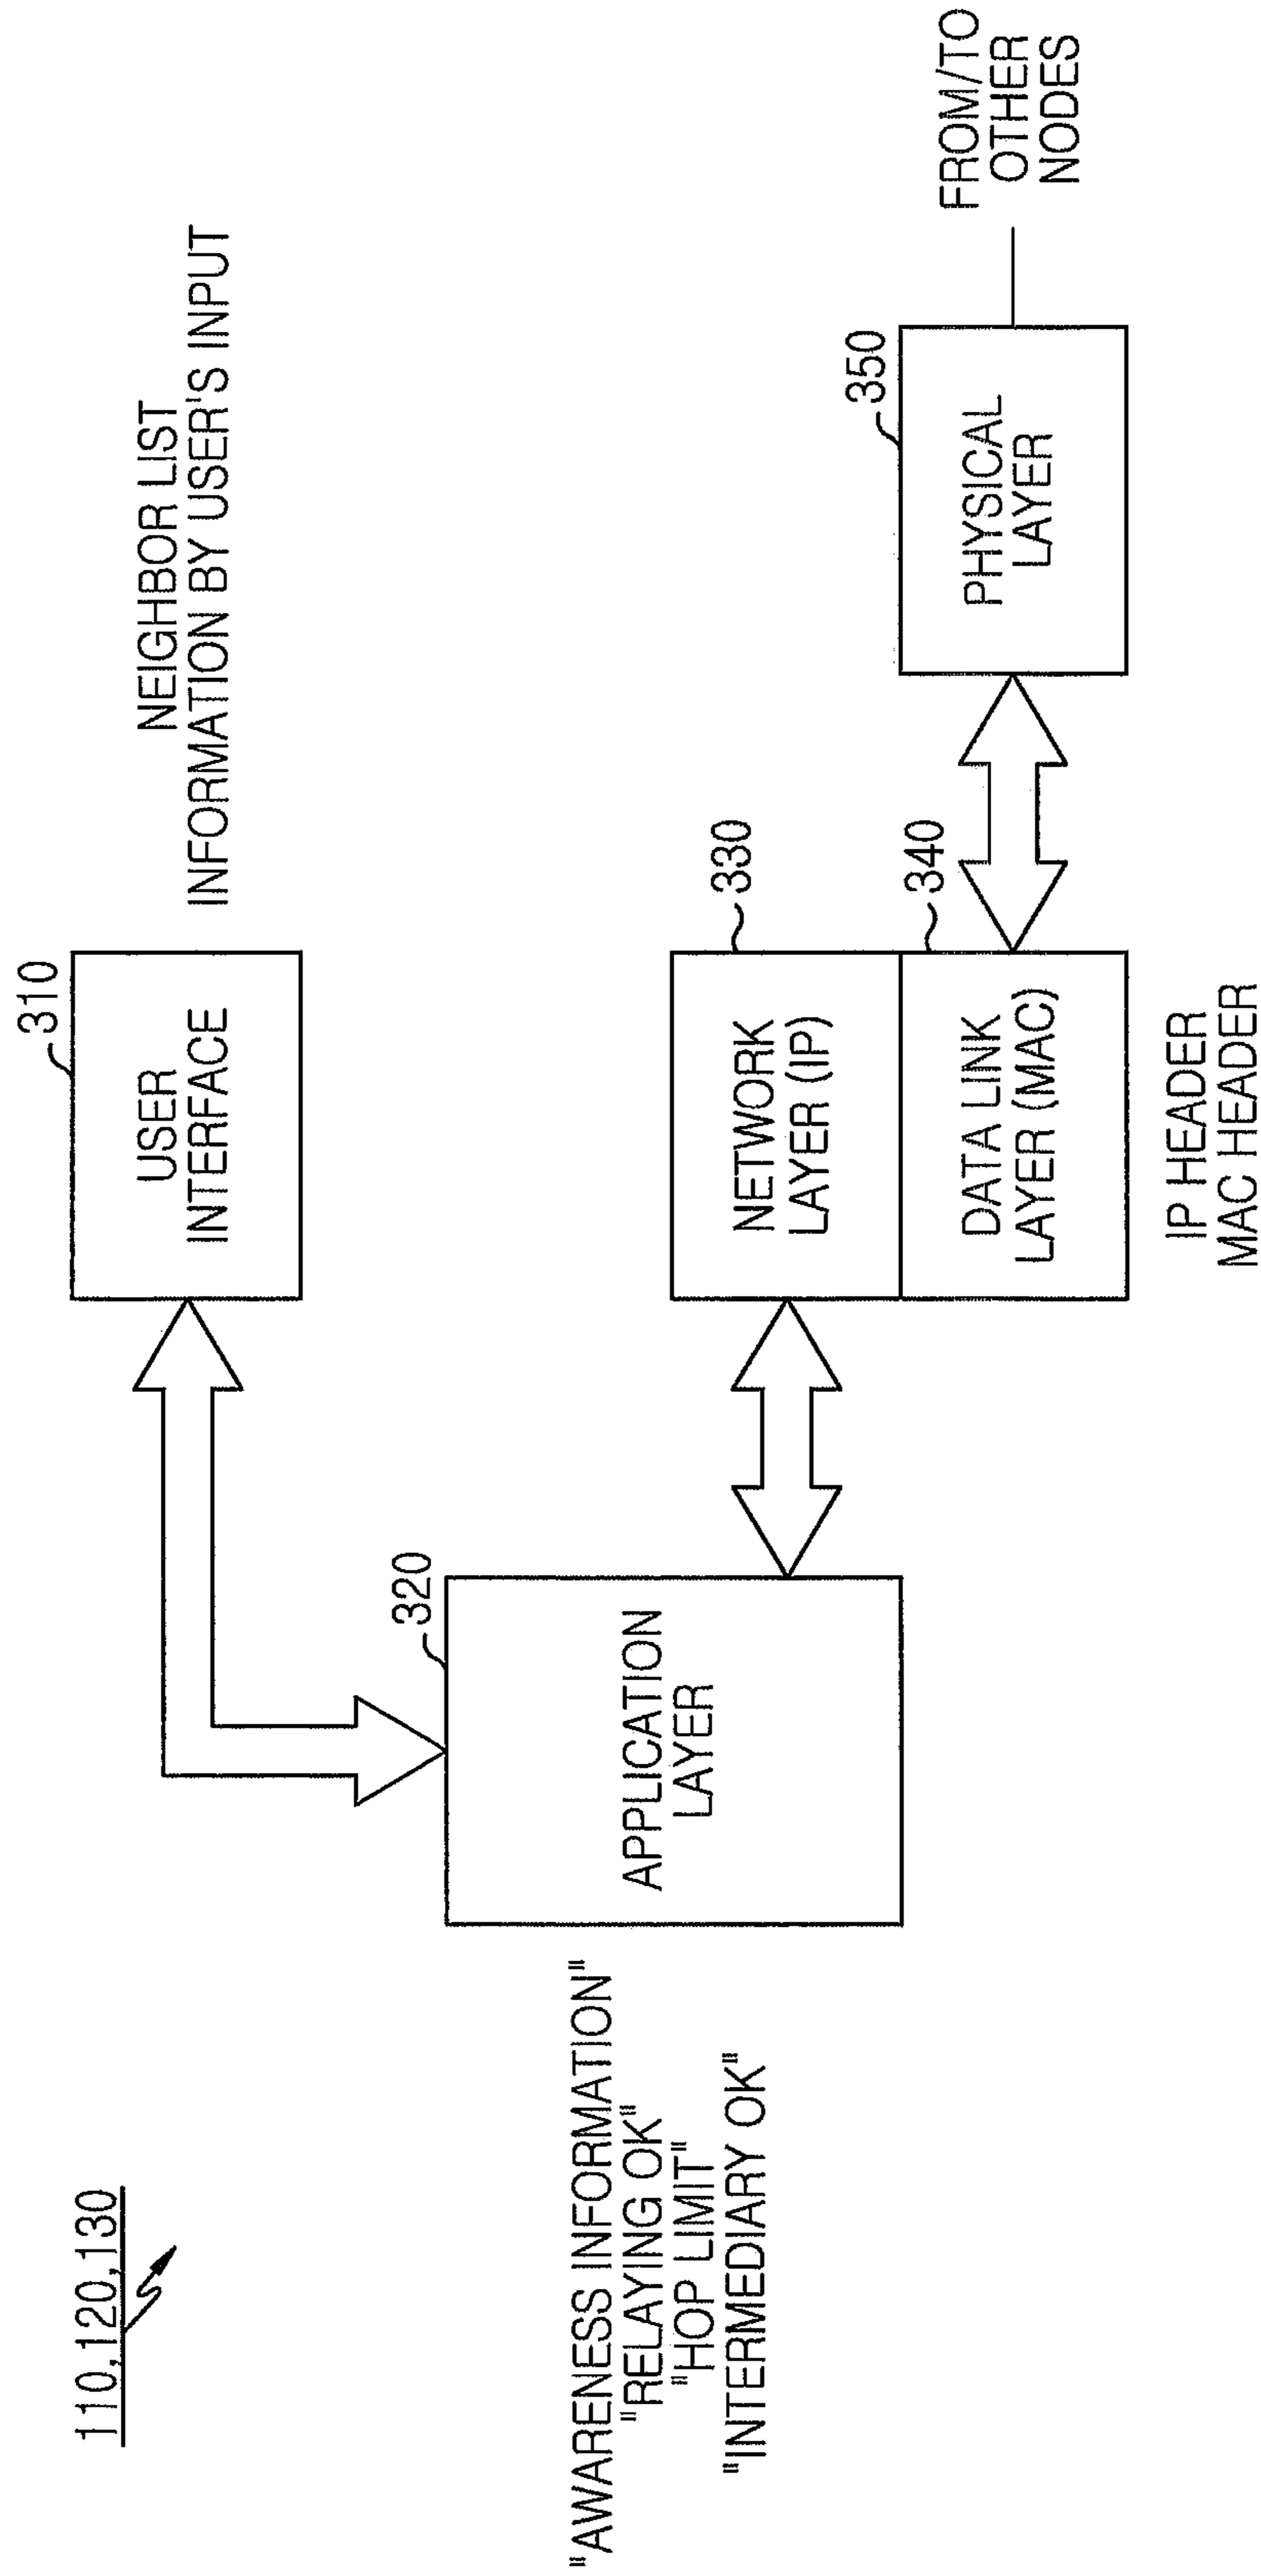 110,120,130
310
USER
INTERFACE
NEIGHBOR LIST
INFORMATION BY USER'S INPUT
"AWARENESS INFORMATION"
"RELAYING OK"
"HOP LIMIT"
"INTERMEDIARY OK"
320
APPLICATION
LAYER
330
NETWORK
LAYER (IP)
340
DATA LINK
LAYER (MAC)
IP HEADER
MAC HEADER
350
PHYSICAL
LAYER
FROM/TO
OTHER
NODES